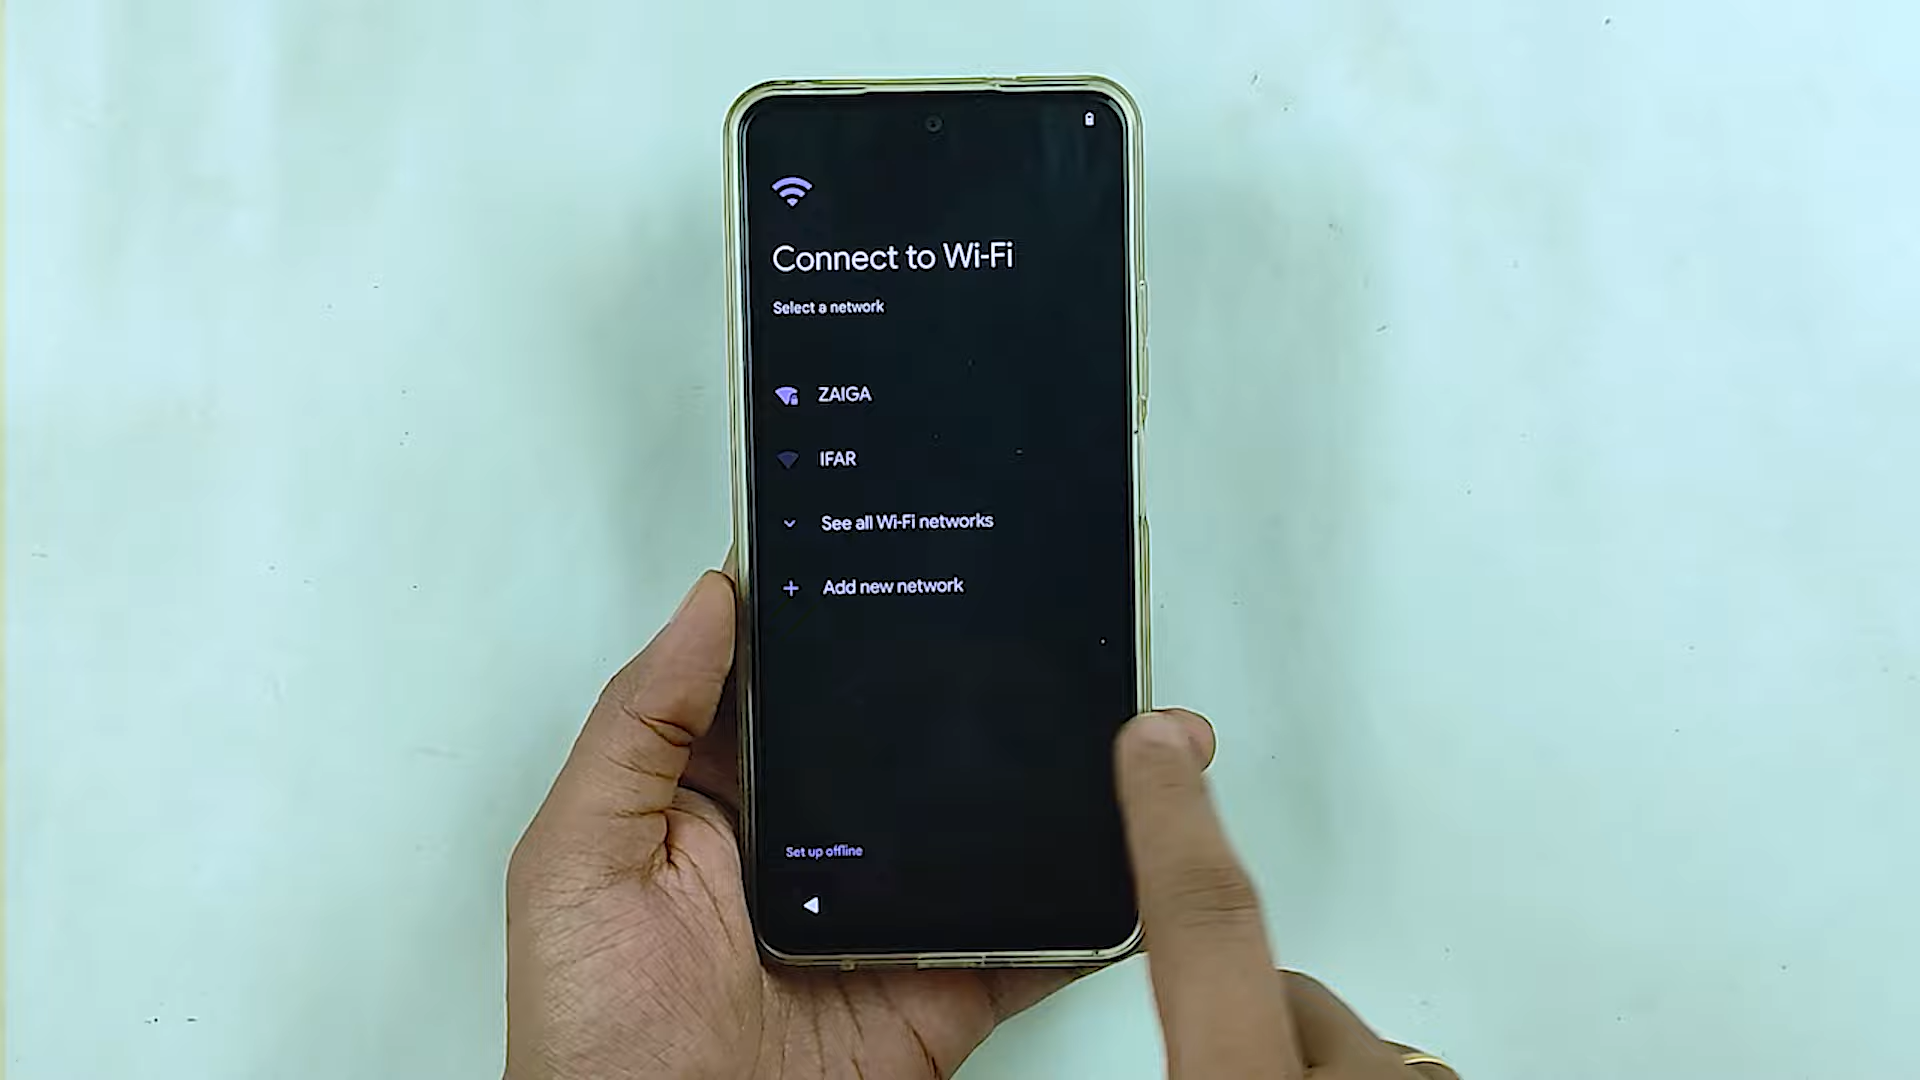 Connect to Wi-Fi
Select a network
ZAIGA
IFAR
See all Wi-Fi networks
Add new network
Set up offline